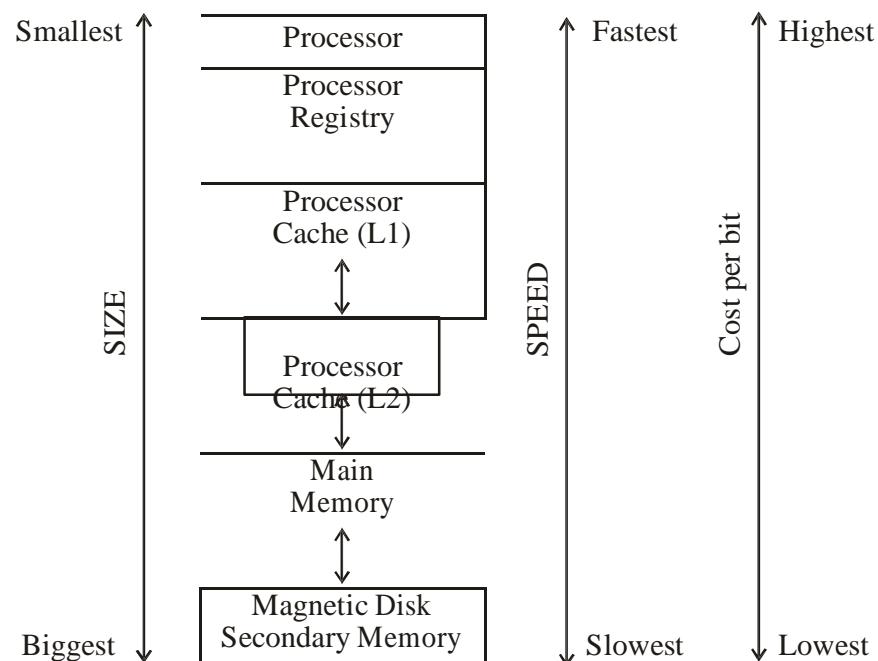 Smallest
Processor
Fastest
Highest
Processor
Registry
Processor
Cache (L1)
SIZE
SPEED
Cost per bit
Processor
Cache (L2)
Main
Memory
Magnetic Disk
Secondary Memory
Biggest
Slowest
Lowest